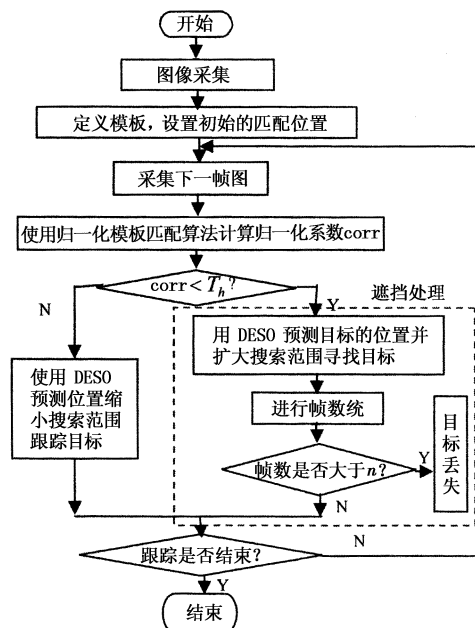 开始
图像采集
定义模板，设置初始的匹配位置
采集下一帧图
使用归一化模板匹配算法计算归一化系数corr
corr<Th?
N
Y
遮挡处理
用 DESO 预测目标的位置并
扩大搜索范围寻找目标
使用 DESO
预测位置缩
小搜索范围
跟踪目标
进行帧数统
帧数是否大于n?
Y
目
标
丢
失
N
跟踪是否结束?
N
Y
结束